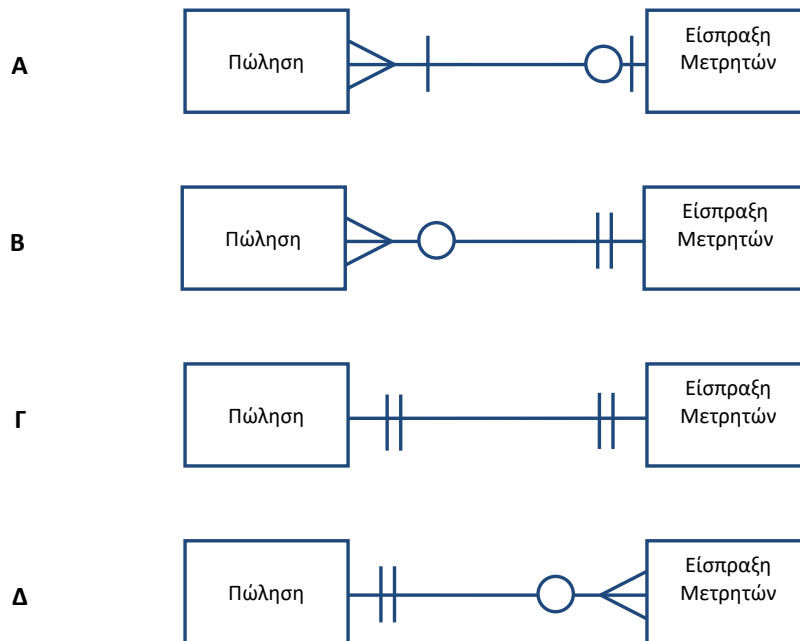 Α
Πώληση
Είσπραξη
Μετρητών
Β
Πώληση
Είσπραξη
Μετρητών
Γ
Πώληση
Είσπραξη
Μετρητών
Δ
Πώληση
Είσπραξη
Μετρητών